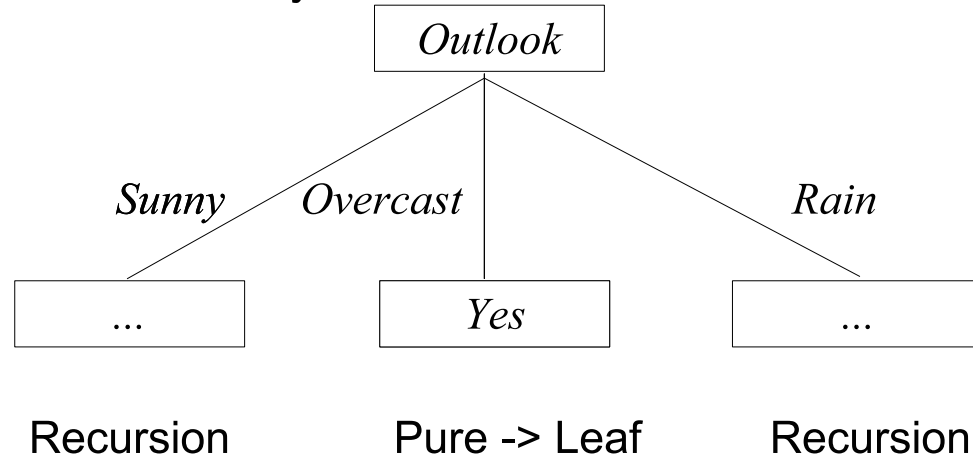 Outlook
Sunny Overcast Rain
... Yes ...
Recursion Pure -> Leaf Recursion